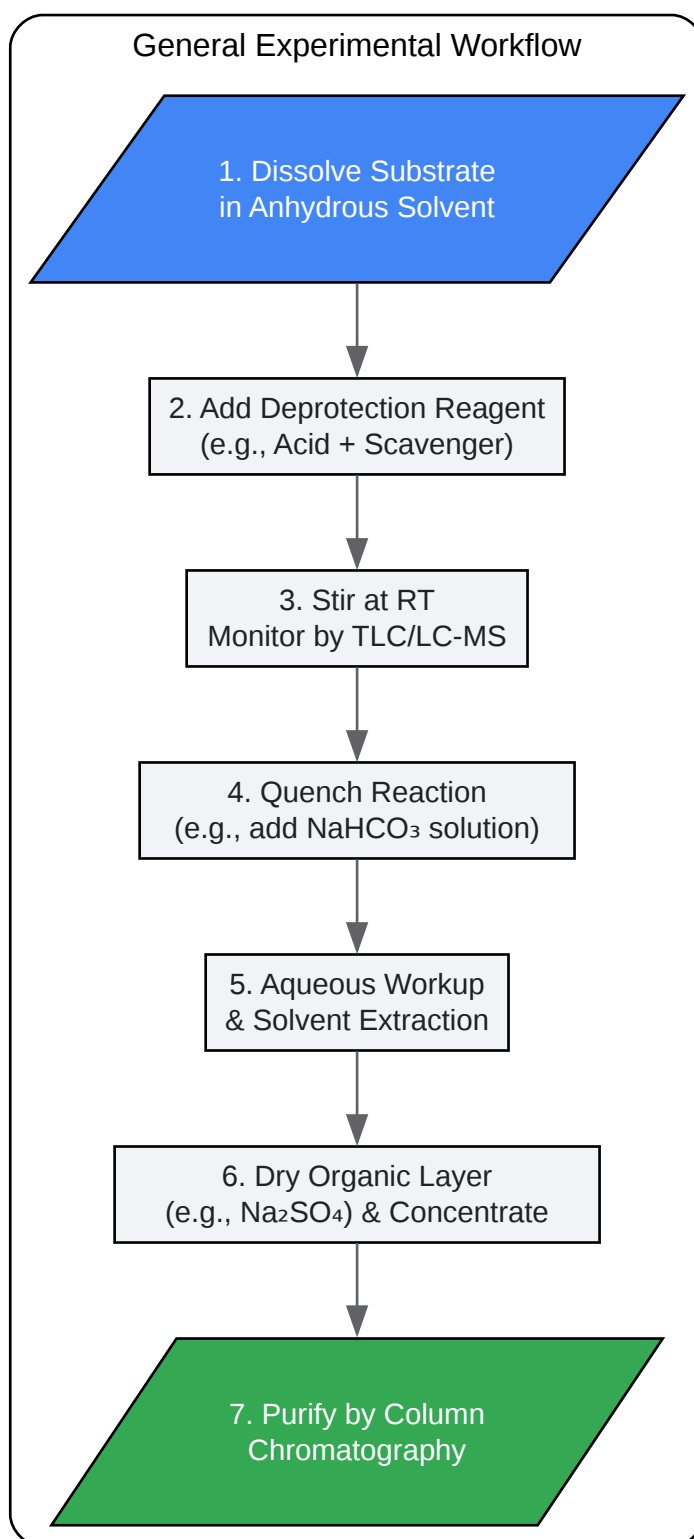 General Experimental Workflow
1. Dissolve Substrate
in Anhydrous Solvent
2. Add Deprotection Reagent
(e.g., Acid + Scavenger)
3. Stir at RT
Monitor by TLC/LC-MS
4. Quench Reaction
(e.g., add NaHCO₃ solution)
5. Aqueous Workup
& Solvent Extraction
6. Dry Organic Layer
(e.g., Na₂SO₄) & Concentrate
7. Purify by Column
Chromatography